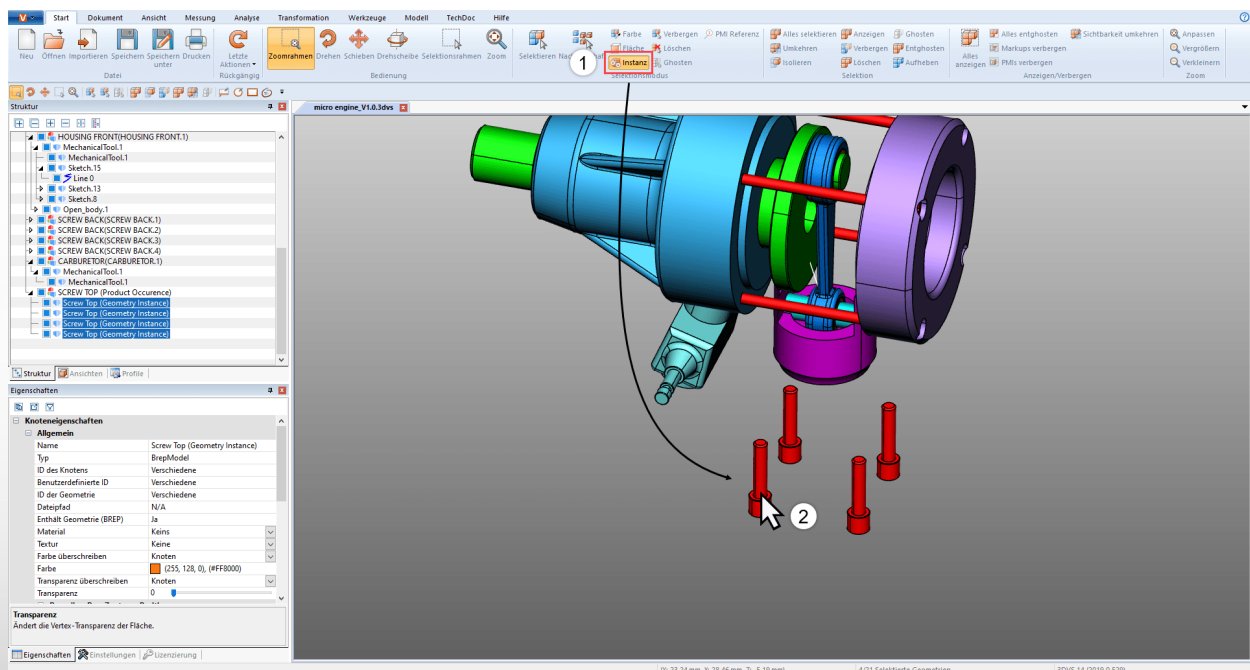 Start Dokument Ansicht Messung Analyse Transformation Werkzeuge Modell TechDoc Hilfe
Neu Öffnen Importieren Speichern Speichern unter Drucken
Datei
Letzte Aktionen
Rückgängig
Zoomrahmen Drehen Schieben Drehscheibe Selektionsrahmen Zoom
Bedienung
Selektieren
1
Farbe Verbergen PMI Referenz
Fläche Löschen
Instanz Ghosten
Selektionsmodus
Alles selektieren Anzeigen Ghosten
Umkehren Verbergen Entghosten
Isolieren Löschen Aufheben
Selektion
Alles anzeigen
Alles entghosten Sichtbarkeit umkehren
Markups verbergen
PMIs verbergen
Anzeigen/Verbergen
Anpassen
Vergrößern
Verkleinern
Zoom
Struktur
micro engine_V1.0.3dvs
HOUSING FRONT(HOUSING FRONT.1)
MechanicalTool.1
MechanicalTool.1
Sketch.15
Line 0
Sketch.13
Sketch.8
Open_body.1
SCREW BACK(SCREW BACK.1)
SCREW BACK(SCREW BACK.2)
SCREW BACK(SCREW BACK.3)
SCREW BACK(SCREW BACK.4)
CARBURETOR(CARBURETOR.1)
MechanicalTool.1
MechanicalTool.1
SCREW TOP (Product Occurence)
Screw Top (Geometry Instance)
Screw Top (Geometry Instance)
Screw Top (Geometry Instance)
Screw Top (Geometry Instance)
Struktur Ansichten Profile
Eigenschaften
Knoteneigenschaften
Allgemein
Name Screw Top (Geometry Instance)
Typ BrepModel
ID des Knotens Verschiedene
Benutzerdefinierte ID Verschiedene
ID der Geometrie Verschiedene
Dateipfad N/A
Enthält Geometrie (BREP) Ja
Material Keins
Textur Keine
Farbe überschreiben Knoten
Farbe (255, 128, 0), (#FF8000)
Transparenz überschreiben Knoten
Transparenz 0
Transparenz
Ändert die Vertex-Transparenz der Fläche.
Eigenschaften Einstellungen Lizenzierung
2
4/21 Selektierte Geometrien